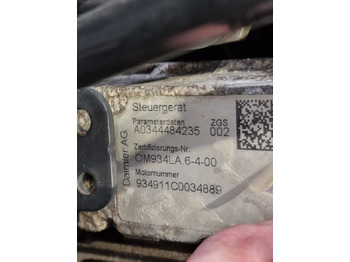 Steuergerät
Parameterdaten ZGS
A0344484235 002
Zertifizierungs-Nr.
OM934LA.6-4-00
Motornummer
934911C0034889
Daimler AG